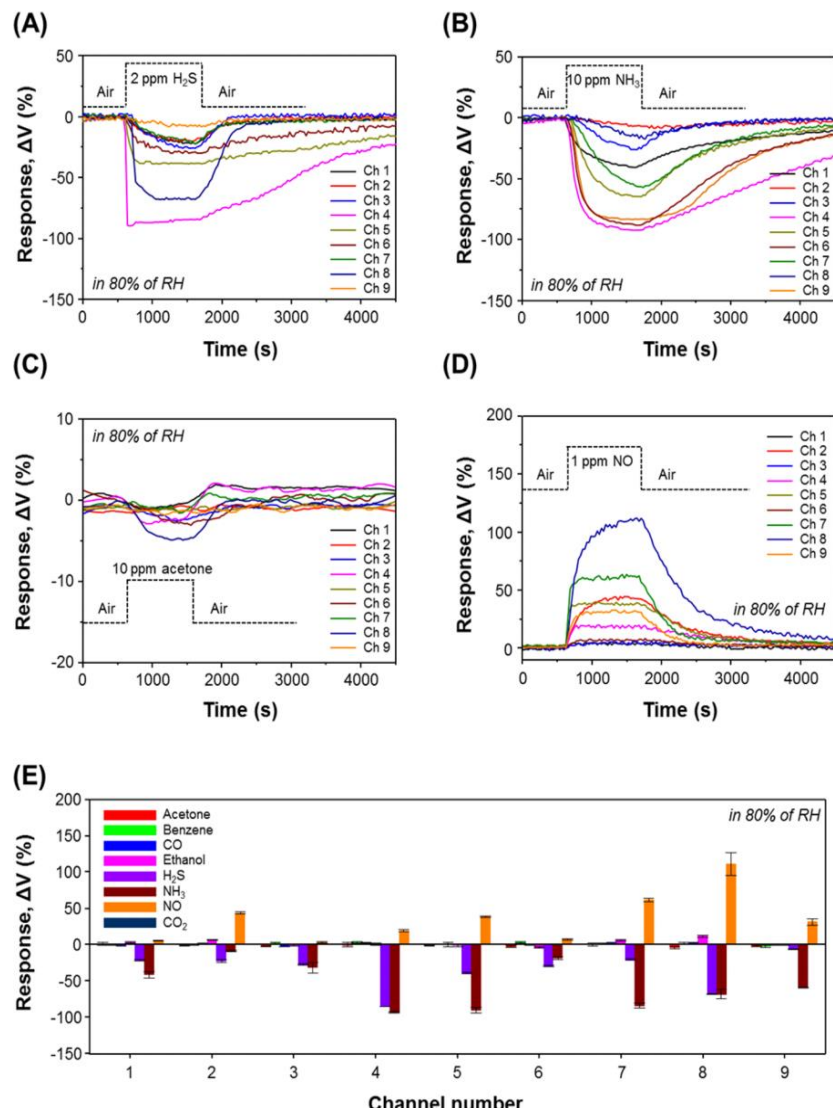 (A)
50
0
-50
-100
-150
Response, ΔV (%)
Air
2 ppm H₂S
Air
Ch 1
Ch 2
Ch 3
Ch 4
Ch 5
Ch 6
Ch 7
Ch 8
Ch 9
in 80% of RH
0 1000 2000 3000 4000
Time (s)
(B)
50
0
-50
-100
-150
Response, ΔV (%)
Air
10 ppm NH₃
Air
Ch 1
Ch 2
Ch 3
Ch 4
Ch 5
Ch 6
Ch 7
Ch 8
Ch 9
in 80% of RH
0 1000 2000 3000 4000
Time (s)
(C)
10
0
-10
-20
Response, ΔV (%)
in 80% of RH
10 ppm acetone
Air
Air
Ch 1
Ch 2
Ch 3
Ch 4
Ch 5
Ch 6
Ch 7
Ch 8
Ch 9
0 1000 2000 3000 4000
Time (s)
(D)
200
150
100
50
0
Response, ΔV (%)
Air
1 ppm NO
Air
Ch 1
Ch 2
Ch 3
Ch 4
Ch 5
Ch 6
Ch 7
Ch 8
Ch 9
in 80% of RH
0 1000 2000 3000 4000
Time (s)
(E)
200
150
100
50
0
-50
-100
-150
Response, ΔV (%)
Acetone
Benzene
CO
Ethanol
H₂S
NH₃
NO
CO₂
in 80% of RH
1 2 3 4 5 6 7 8 9
Channel number